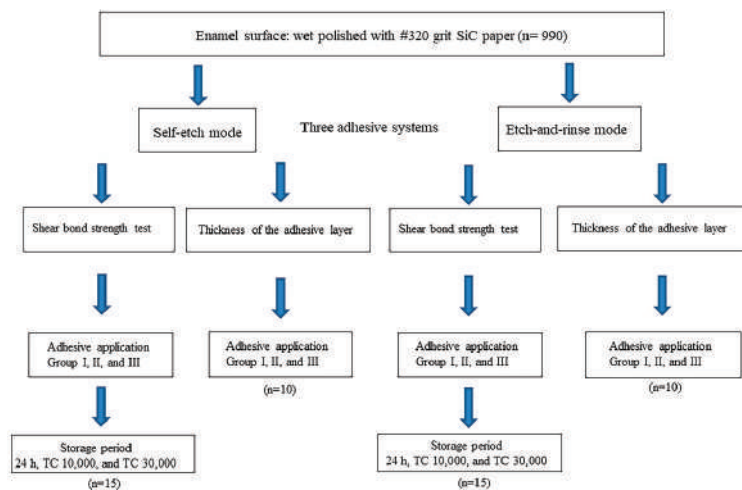 Enamel surface: wet polished with #320 grit SiC paper (n= 990)
Self-etch mode
Three adhesive systems
Etch-and-rinse mode
Shear bond strength test
Thickness of the adhesive layer
Shear bond strength test
Thickness of the adhesive layer
Adhesive application
Group I, II, and III
Adhesive application
Group I, II, and III
(n=10)
Adhesive application
Group I, II, and III
Adhesive application
Group I, II, and III
(n=10)
Storage period
24 h, TC 10,000, and TC 30,000
(n=15)
Storage period
24 h, TC 10,000, and TC 30,000
(n=15)